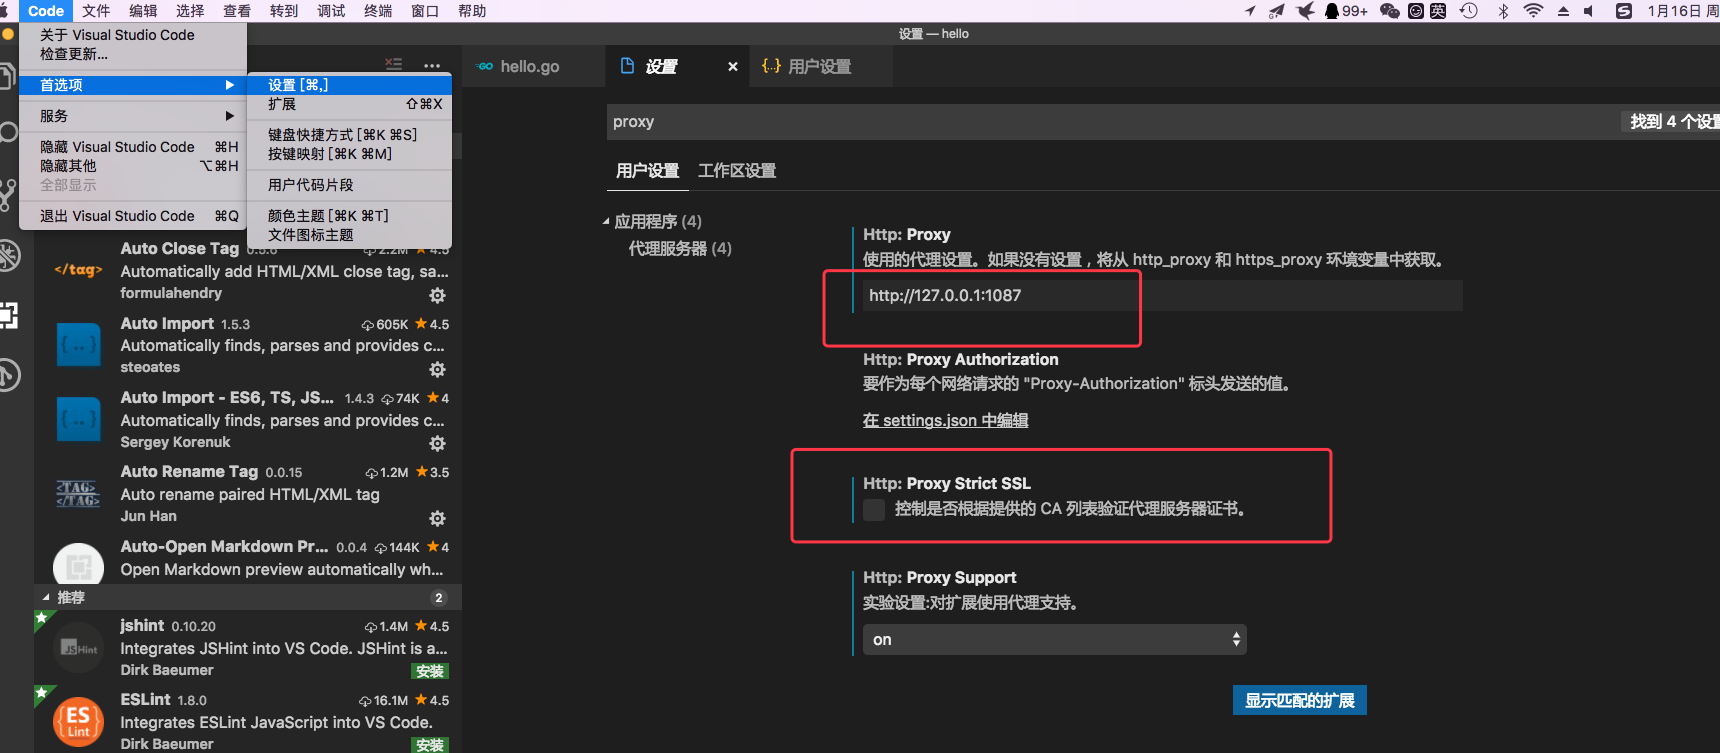 Code 文件 编辑 选择 查看 转到 调试 终端 窗口 帮助 99+ 英 1月16日 周
设置 — hello
关于 Visual Studio Code
检查更新...
首选项
服务
隐藏 Visual Studio Code ⌘H
隐藏其他 ⌥⌘H
全部显示
退出 Visual Studio Code ⌘Q
设置 [⌘,]
扩展 ⇧⌘X
键盘快捷方式 [⌘K ⌘S]
按键映射 [⌘K ⌘M]
用户代码片段
颜色主题 [⌘K ⌘T]
文件图标主题
hello.go 设置 × {..} 用户设置
proxy 找到 4 个设置
用户设置 工作区设置
应用程序 (4)
代理服务器 (4)
Http: Proxy
使用的代理设置。如果没有设置，将从 http_proxy 和 https_proxy 环境变量中获取。
http://127.0.0.1:1087
Http: Proxy Authorization
要作为每个网络请求的 "Proxy-Authorization" 标头发送的值。
在 settings.json 中编辑
Http: Proxy Strict SSL
控制是否根据提供的 CA 列表验证代理服务器证书。
Http: Proxy Support
实验设置:对扩展使用代理支持。
on
显示匹配的扩展
</tag>
Auto Close Tag 0.5.6 2.2M ★ 4.5
Automatically add HTML/XML close tag, sa...
formulahendry
{..}
Auto Import 1.5.3 605K ★ 4.5
Automatically finds, parses and provides c...
steoates
{..}
Auto Import - ES6, TS, JS... 1.4.3 74K ★ 4
Automatically finds, parses and provides c...
Sergey Korenuk
<TAG>
</TAG>
Auto Rename Tag 0.0.15 1.2M ★ 3.5
Auto rename paired HTML/XML tag
Jun Han
Auto-Open Markdown Pr... 0.0.4 144K ★ 4
Open Markdown preview automatically wh...
推荐 2
JSHint
jshint 0.10.20 1.4M ★ 4.5
Integrates JSHint into VS Code. JSHint is a...
Dirk Baeumer 安装
ES
Lint
ESLint 1.8.0 16.1M ★ 4.5
Integrates ESLint JavaScript into VS Code.
Dirk Baeumer 安装